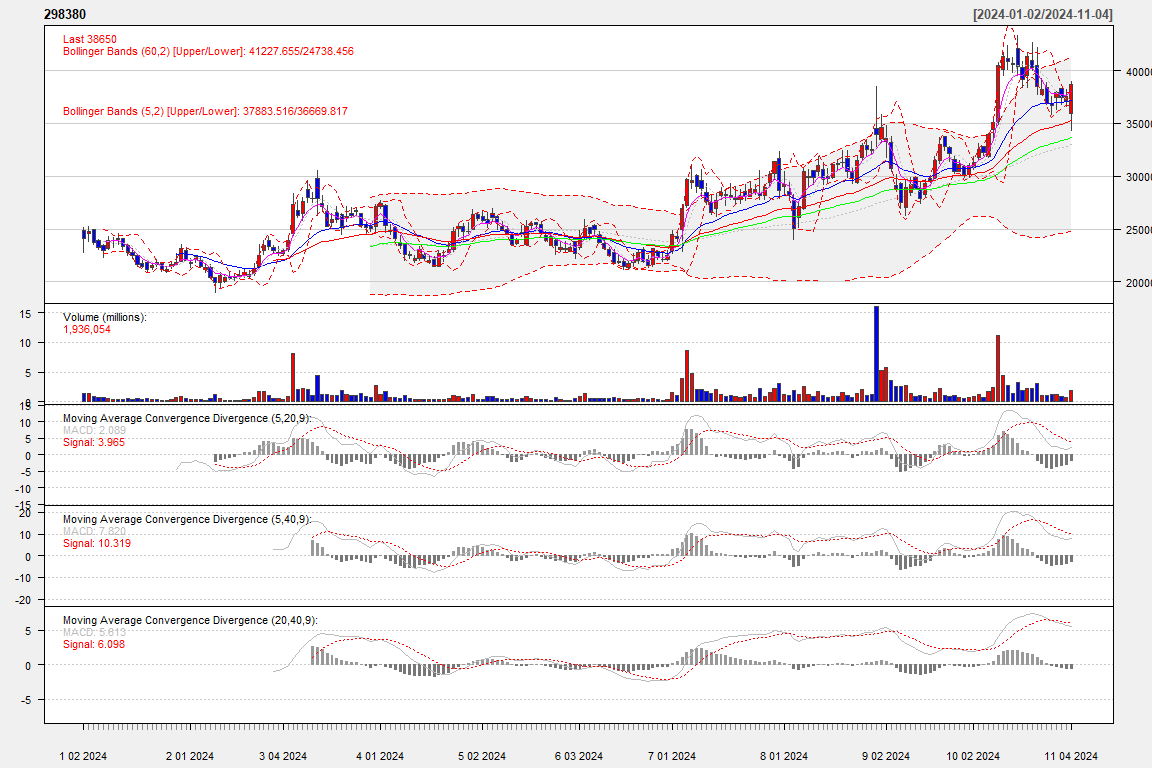 298380
[2024-01-02/2024-11-04]
Last 38650
Bollinger Bands (60,2) [Upper/Lower]: 41227.655/24738.456
Bollinger Bands (5,2) [Upper/Lower]: 37883.516/36669.817
40000
35000
30000
25000
20000
Volume (millions):
1,936,054
15
10
5
0
Moving Average Convergence Divergence (5,20,9):
MACD: 2.089
Signal: 3.965
15
10
5
0
-5
-10
-15
Moving Average Convergence Divergence (5,40,9):
MACD: 7.820
Signal: 10.319
20
10
0
-10
-20
Moving Average Convergence Divergence (20,40,9):
MACD: 5.613
Signal: 6.098
5
0
-5
1 02 2024
2 01 2024
3 04 2024
4 01 2024
5 02 2024
6 03 2024
7 01 2024
8 01 2024
9 02 2024
10 02 2024
11 04 2024